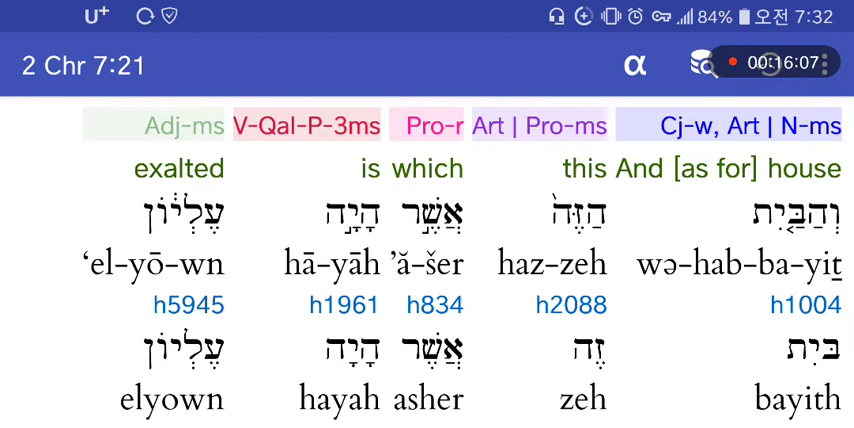 U+ 84% 오전 7:32
2 Chr 7:21 α 00:16:07
Adj-ms V-Qal-P-3ms Pro-r Art | Pro-ms Cj-w, Art | N-ms
exalted is which this And [as for] house
וְהַבַּ֤יִת הַזֶּה֙ אֲשֶׁ֣ר הָיָ֣ה עֶלְי֔וֹן
‘el-yō-wn hā-yāh ’ă-šer haz-zeh wə-hab-ba-yiṯ
h5945 h1961 h834 h2088 h1004
בַּיִת זֶה אֲשֶׁר הָיָה עֶלְיוֹן
elyown hayah asher zeh bayith